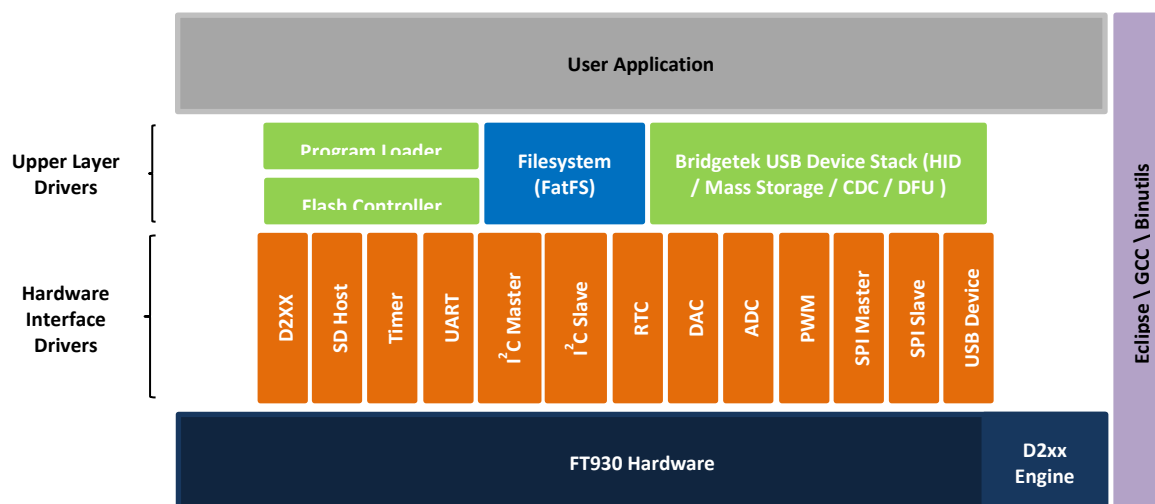 User Application
Upper Layer
Drivers
Program Loader
Flash Controller
Filesystem
(FatFS)
Bridgetek USB Device Stack (HID
/ Mass Storage / CDC / DFU )
Hardware
Interface
Drivers
D2XX
SD Host
Timer
UART
I²C Master
I²C Slave
RTC
DAC
ADC
PWM
SPI Master
SPI Slave
USB Device
FT930 Hardware
D2xx
Engine
Eclipse \ GCC \ Binutils